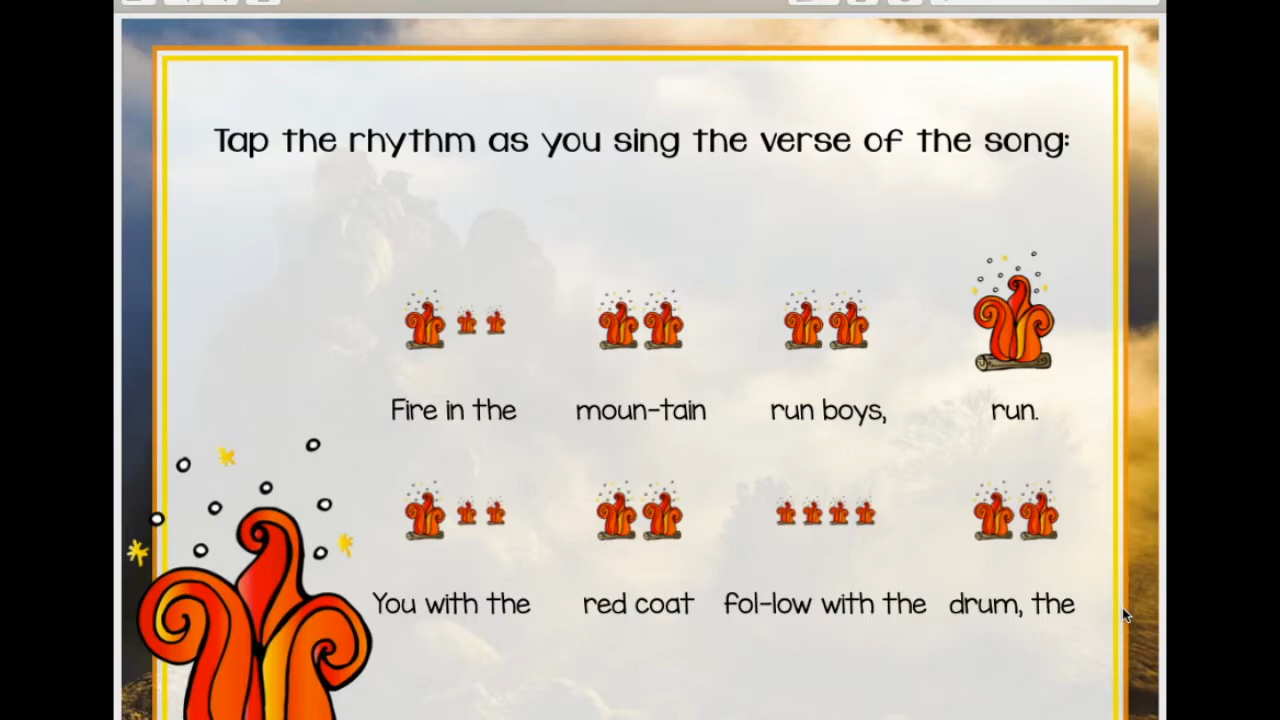 Tap the rhythm as you sing the verse of the song:
Fire in the moun-tain run boys, run.
You with the red coat fol-low with the drum, the